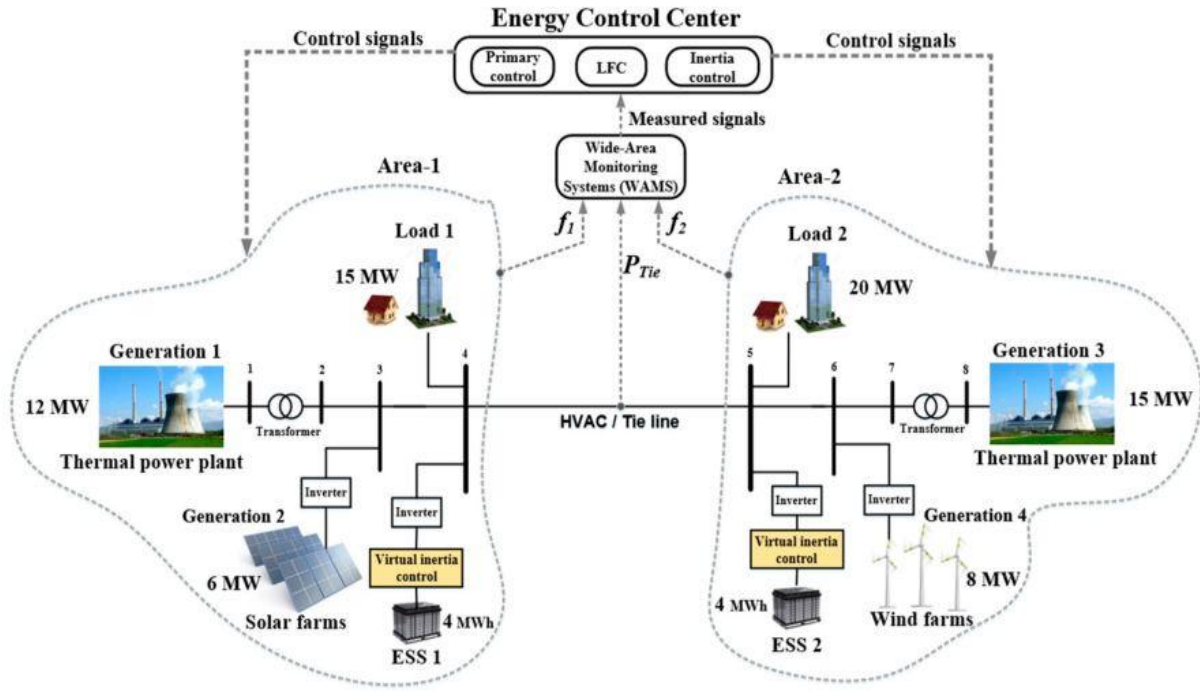 Energy Control Center
Control signals
Control signals
Primary
control
LFC
Inertia
control
Measured signals
Wide-Area
Monitoring
Systems (WAMS)
Area-1
Area-2
f1
f2
PTie
Load 1
15 MW
Load 2
20 MW
Generation 1
12 MW
Thermal power plant
1
2
3
4
Transformer
HVAC / Tie line
5
6
7
8
Transformer
Generation 3
15 MW
Thermal power plant
Inverter
Generation 2
6 MW
Solar farms
Inverter
Virtual inertia
control
4 MWh
ESS 1
Inverter
Virtual inertia
control
4 MWh
ESS 2
Inverter
Generation 4
8 MW
Wind farms